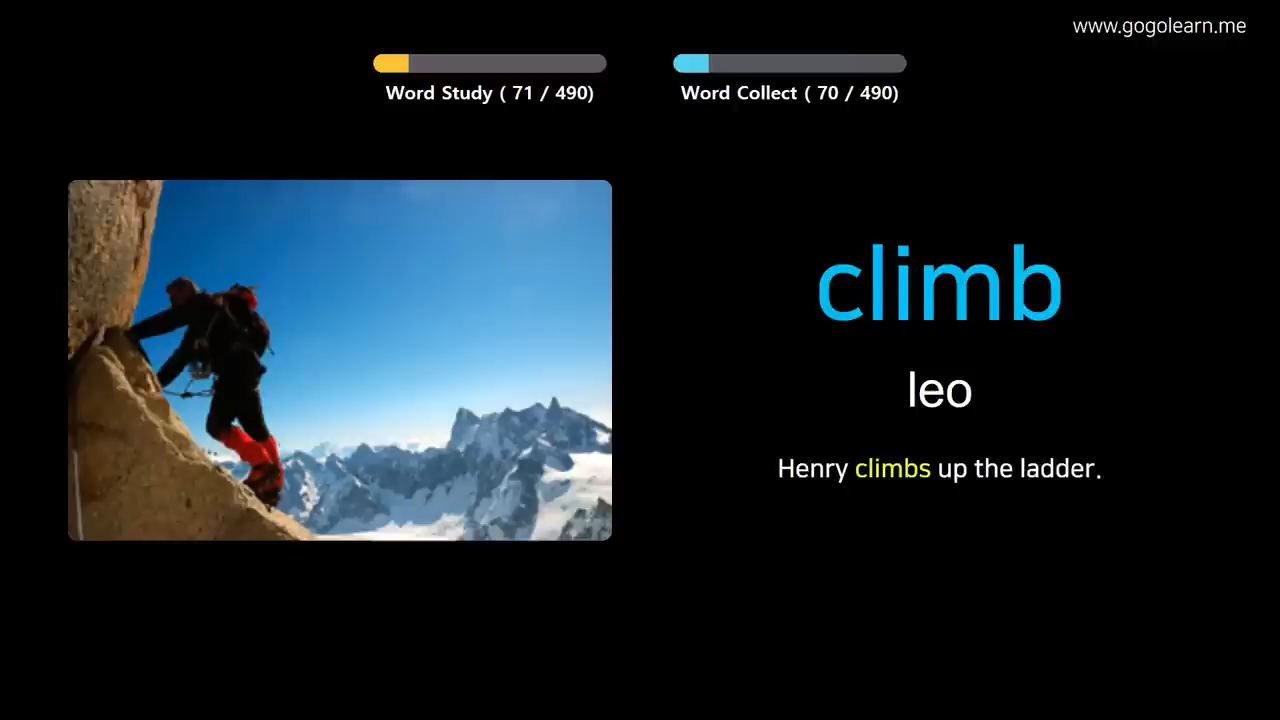 www.gogolearn.me
Word Study ( 71 / 490)
Word Collect ( 70 / 490)
climb
leo
Henry climbs up the ladder.